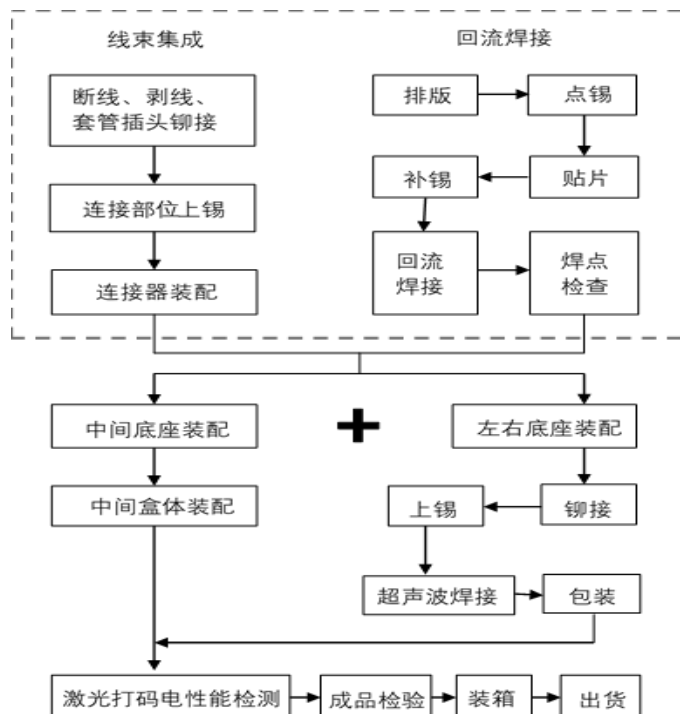 线束集成
回流焊接
断线、剥线、
套管插头铆接
排版
点锡
补锡
贴片
连接部位上锡
回流
焊接
焊点
检查
连接器装配
中间底座装配
左右底座装配
中间盒体装配
上锡
铆接
超声波焊接
包装
激光打码电性能检测
成品检验
装箱
出货